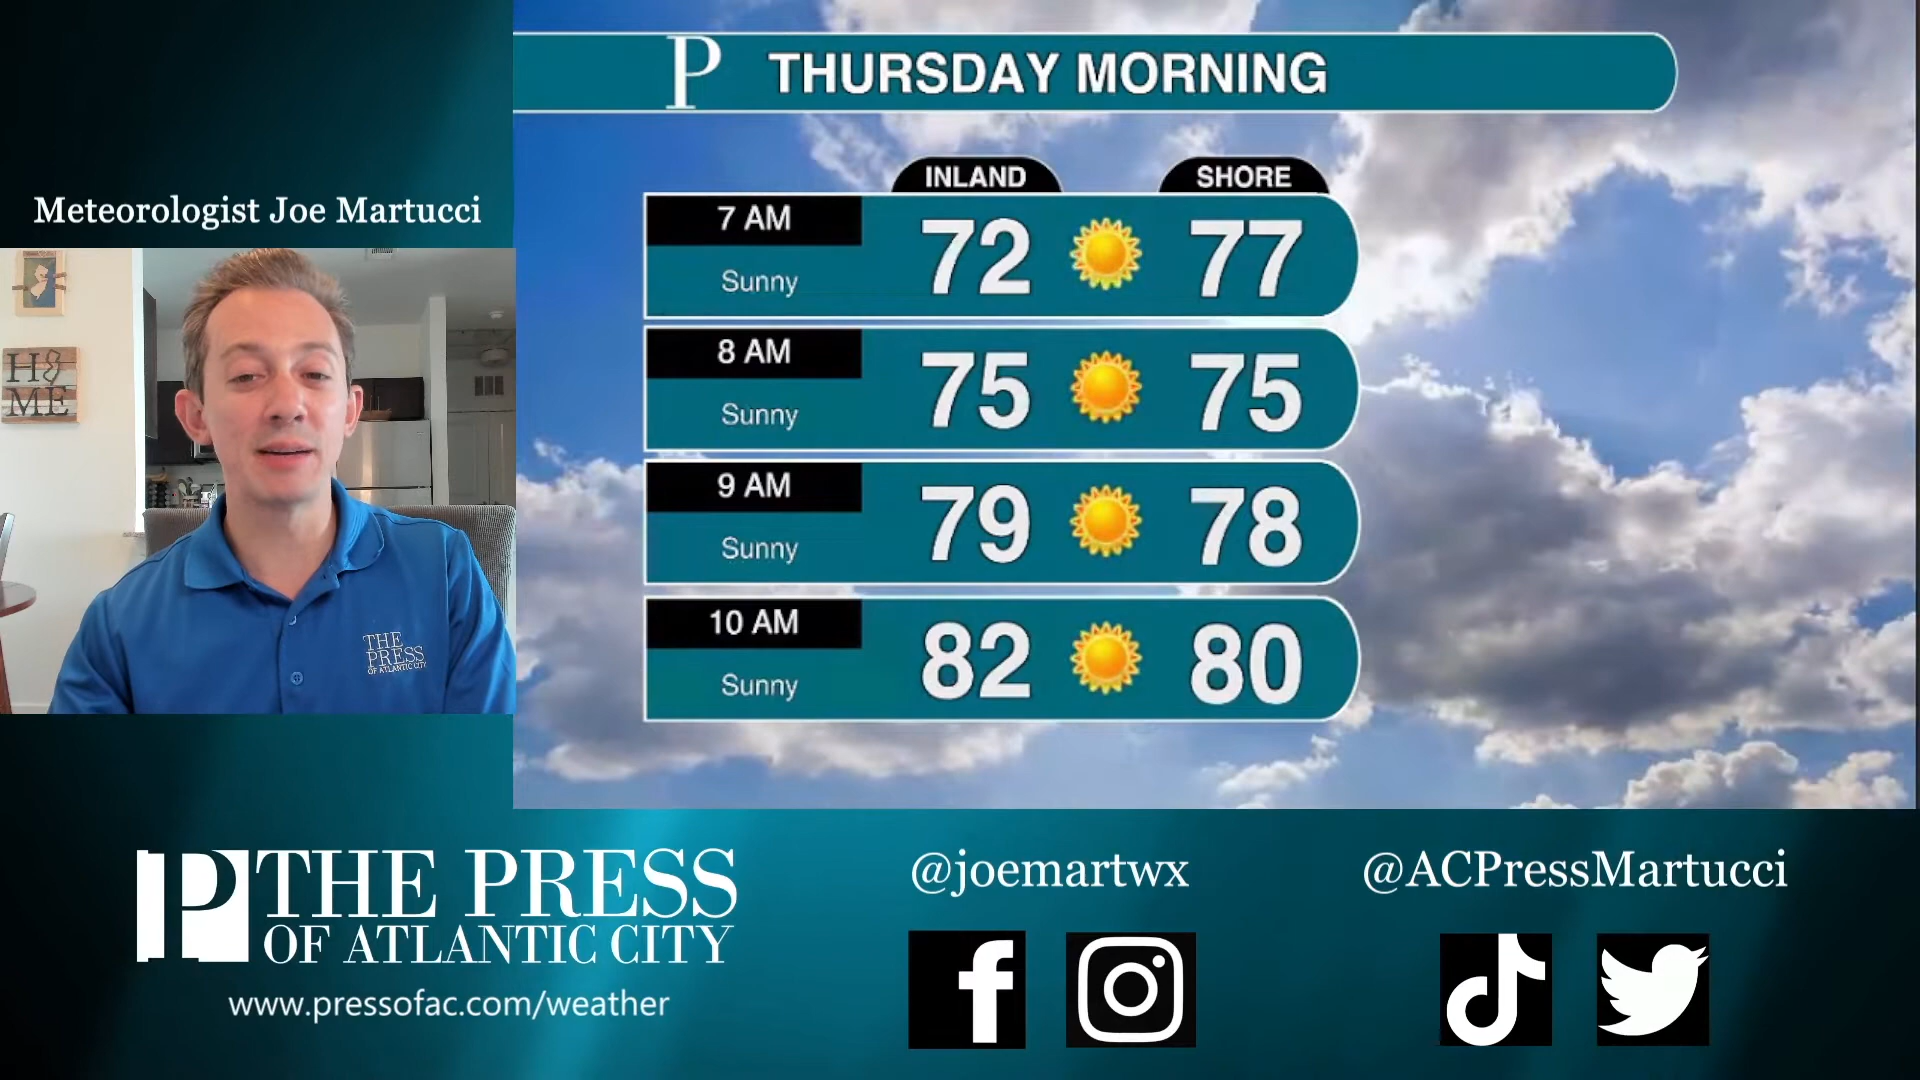 P THURSDAY MORNING
INLAND SHORE
7 AM
Sunny
72 77
8 AM
Sunny
75 75
9 AM
Sunny
79 78
10 AM
Sunny
82 80
Meteorologist Joe Martucci
H ME
THE
PRESS
OF ATLANTIC CITY
P THE PRESS
OF ATLANTIC CITY
www.pressofac.com/weather
@joemartwx
@ACPressMartucci